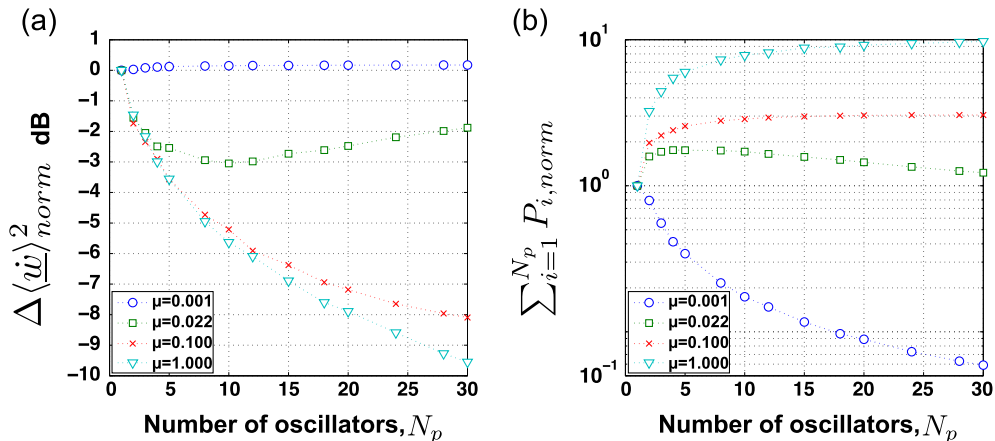 (a)
Δ⟨ẇ⟩²norm dB
1
0
−1
−2
−3
−4
−5
−6
−7
−8
−9
−10
μ=0.001
μ=0.022
μ=0.100
μ=1.000
0 5 10 15 20 25 30
Number of oscillators, Np
(b)
∑_{i=1}^{Np} P_{i,norm}
10¹
10⁰
10⁻¹
μ=0.001
μ=0.022
μ=0.100
μ=1.000
0 5 10 15 20 25 30
Number of oscillators, Np